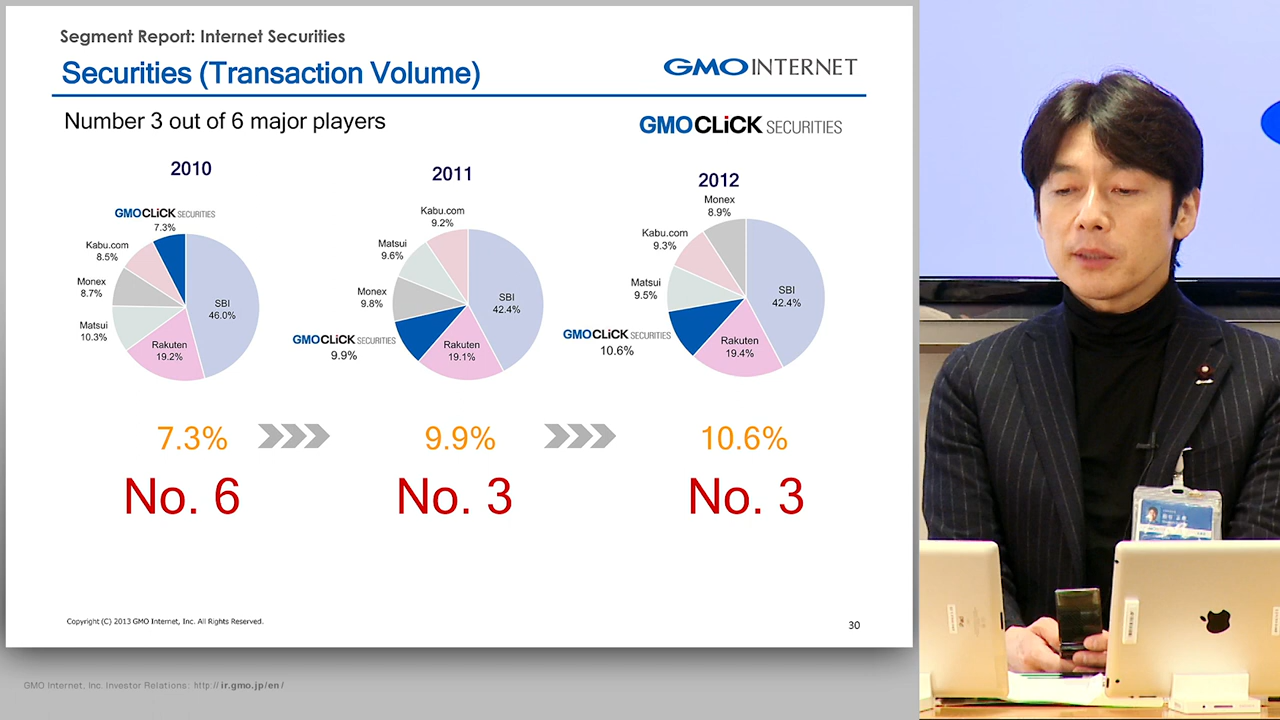 Segment Report: Internet Securities
Securities (Transaction Volume)
GMO INTERNET
Number 3 out of 6 major players
GMO CLiCK SECURITIES
2010
GMO CLiCK SECURITIES
7.3%
Kabu.com
8.5%
Monex
8.7%
Matsui
10.3%
Rakuten
19.2%
SBI
46.0%
2011
Kabu.com
9.2%
Matsui
9.6%
Monex
9.8%
GMO CLiCK SECURITIES
9.9%
Rakuten
19.1%
SBI
42.4%
2012
Monex
8.9%
Kabu.com
9.3%
Matsui
9.5%
GMO CLiCK SECURITIES
10.6%
Rakuten
19.4%
SBI
42.4%
7.3%
9.9%
10.6%
No. 6
No. 3
No. 3
Copyright (C) 2013 GMO Internet, Inc. All Rights Reserved.
30
GMO Internet, Inc. Investor Relations: http://ir.gmo.jp/en/